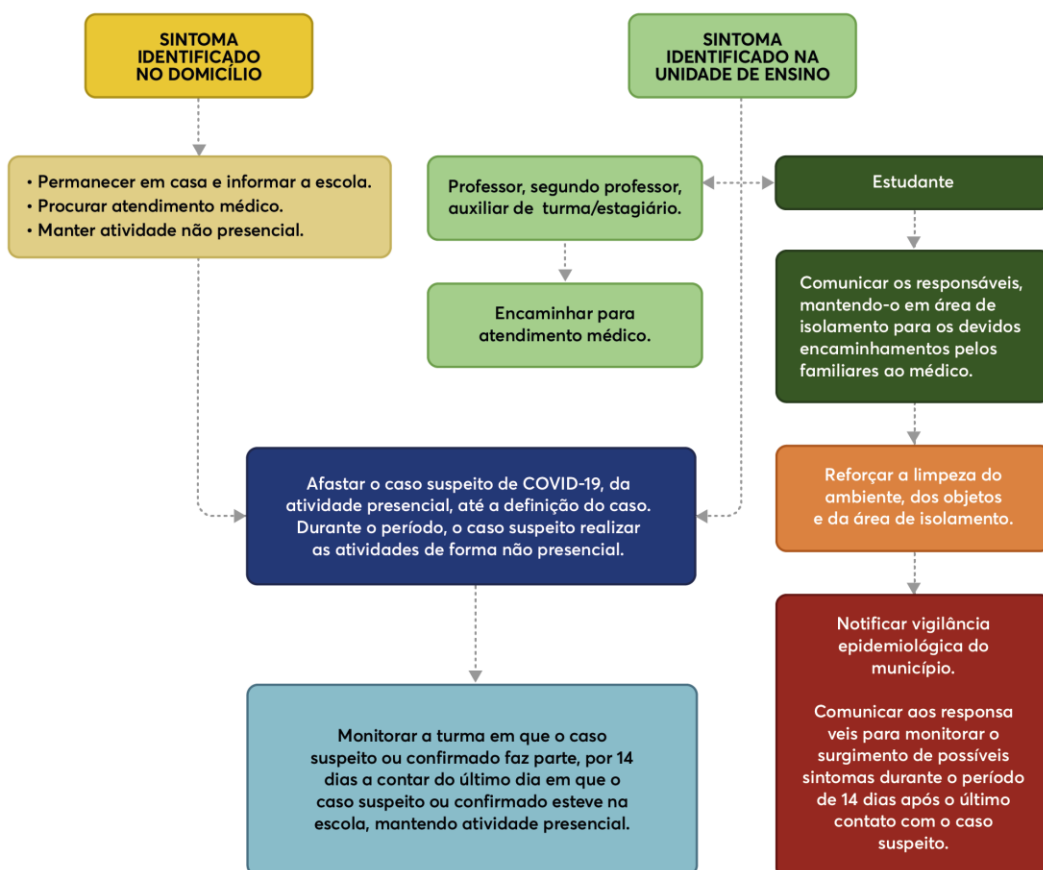 SINTOMA
IDENTIFICADO
NO DOMICÍLIO
• Permanecer em casa e informar a escola.
• Procurar atendimento médico.
• Manter atividade não presencial.
SINTOMA
IDENTIFICADO NA
UNIDADE DE ENSINO
Professor, segundo professor,
auxiliar de turma/estagiário.
Encaminhar para
atendimento médico.
Estudante
Comunicar os responsáveis,
mantendo-o em área de
isolamento para os devidos
encaminhamentos pelos
familiares ao médico.
Reforçar a limpeza do
ambiente, dos objetos
e da área de isolamento.
Notificar vigilância
epidemiológica do
município.
Comunicar aos responsa
veis para monitorar o
surgimento de possíveis
sintomas durante o período
de 14 dias após o último
contato com o caso
suspeito.
Afastar o caso suspeito de COVID-19, da
atividade presencial, até a definição do caso.
Durante o período, o caso suspeito realizar
as atividades de forma não presencial.
Monitorar a turma em que o caso
suspeito ou confirmado faz parte, por 14
dias a contar do último dia em que o
caso suspeito ou confirmado esteve na
escola, mantendo atividade presencial.